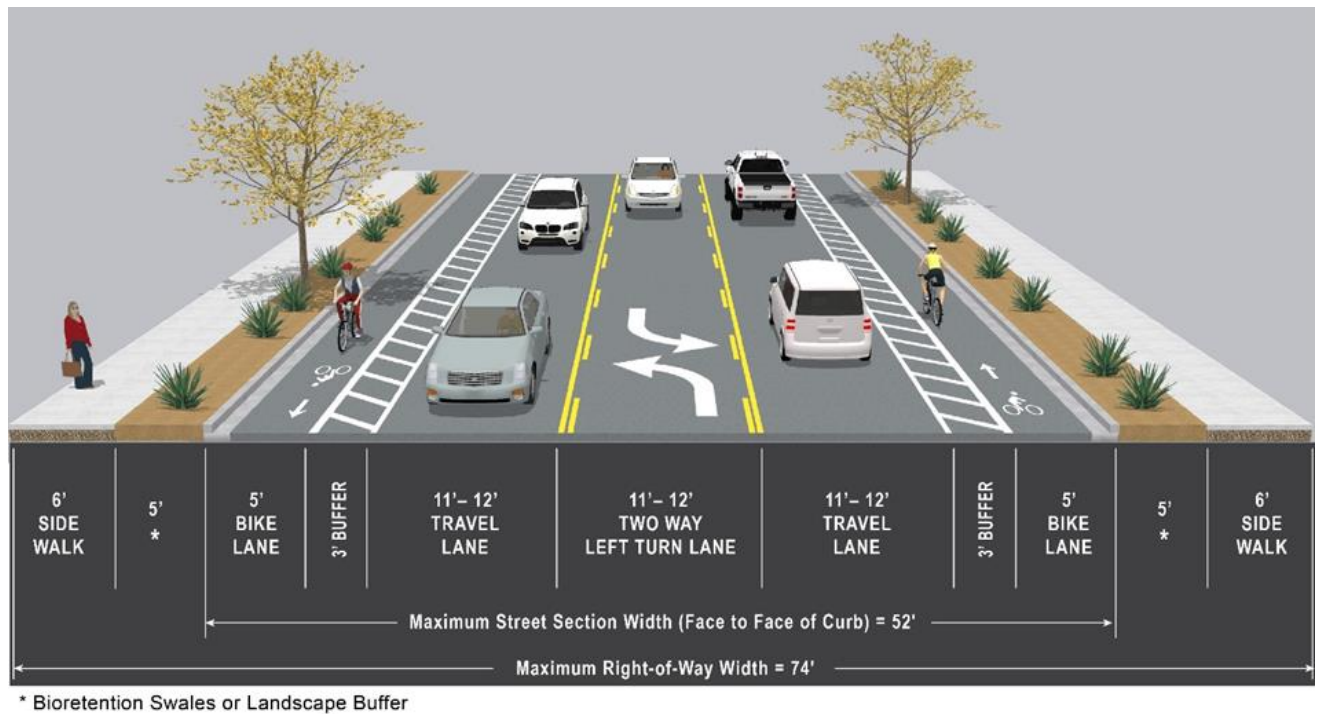 6'
SIDE
WALK
5'
*
5'
BIKE
LANE
3' BUFFER
11'– 12'
TRAVEL
LANE
11'– 12'
TWO WAY
LEFT TURN LANE
11'– 12'
TRAVEL
LANE
3' BUFFER
5'
BIKE
LANE
5'
*
6'
SIDE
WALK
Maximum Street Section Width (Face to Face of Curb) = 52'
Maximum Right-of-Way Width = 74'
* Bioretention Swales or Landscape Buffer